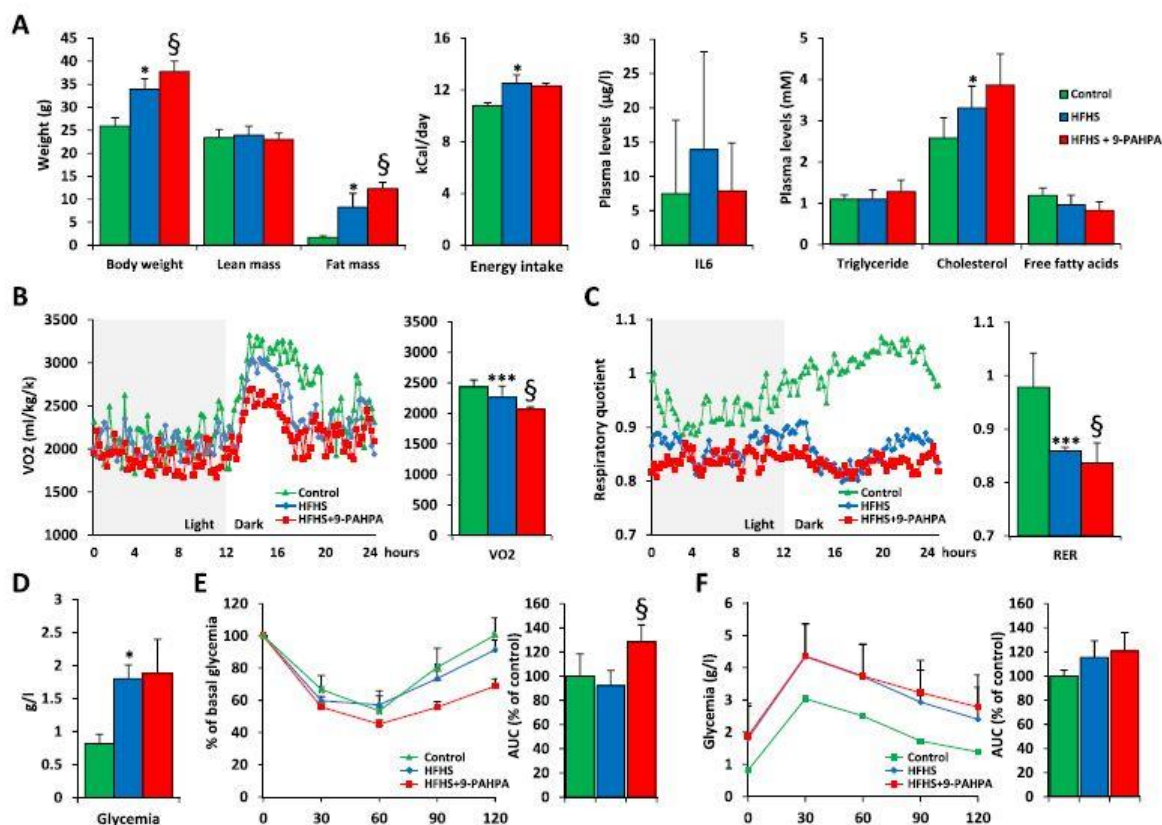 A
Weight (g)
45
40
35
30
25
20
15
10
5
0
*
§
*
§
Body weight
Lean mass
Fat mass
kCal/day
16
12
8
4
0
*
Energy intake
Plasma levels (µg/l)
30
25
20
15
10
5
0
IL6
Plasma levels (mM)
5
4
3
2
1
0
*
Triglyceride
Cholesterol
Free fatty acids
Control
HFHS
HFHS + 9-PAHPA
B
VO2 (ml/kg/k)
3500
3000
2500
2000
1500
1000
Light
Dark
Control
HFHS
HFHS+9-PAHPA
0 4 8 12 16 20 24 hours
3500
3000
2500
2000
1500
1000
500
0
***
§
VO2
C
Respiratory quotient
1.1
1
0.9
0.8
0.7
Light
Dark
Control
HFHS
HFHS+9-PAHPA
0 4 8 12 16 20 24 hours
1.1
1
0.9
0.8
0.7
***
§
RER
D
g/l
3
2.5
2
1.5
1
0.5
0
*
Glycemia
E
% of basal glycemia
120
100
80
60
40
20
0
Control
HFHS
HFHS+9-PAHPA
0 30 60 90 120
AUC (% of control)
160
140
120
100
80
60
40
20
0
§
F
Glycemia (g/l)
6
5
4
3
2
1
0
Control
HFHS
HFHS+9-PAHPA
0 30 60 90 120
AUC (% of control)
160
140
120
100
80
60
40
20
0